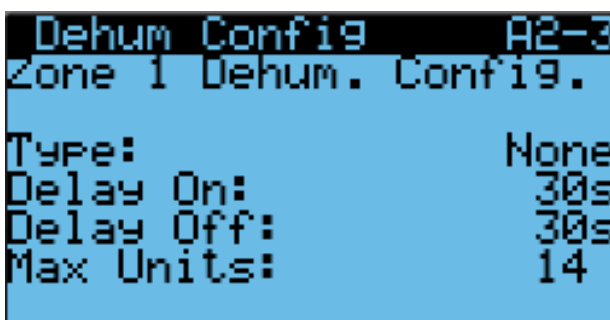 Dehum Config A2-3
Zone 1 Dehum. Config.
Type: None
Delay On: 30s
Delay Off: 30s
Max Units: 14